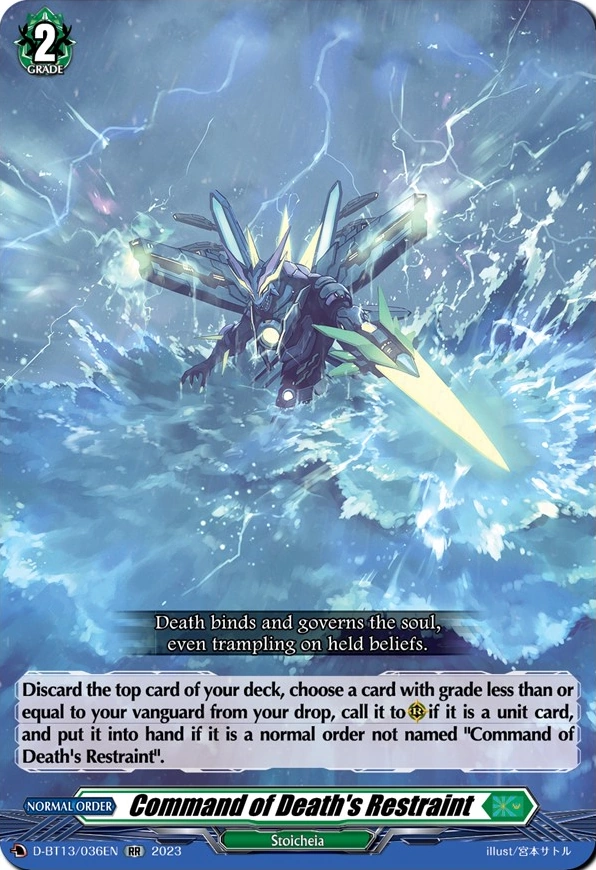 2
GRADE
Death binds and governs the soul,
even trampling on held beliefs.
Discard the top card of your deck, choose a card with grade less than or
equal to your vanguard from your drop, call it to R if it is a unit card,
and put it into hand if it is a normal order not named "Command of
Death's Restraint".
NORMAL ORDER Command of Death's Restraint
Stoicheia
D-BT13/036EN RR 2023 illust/宮本サトル